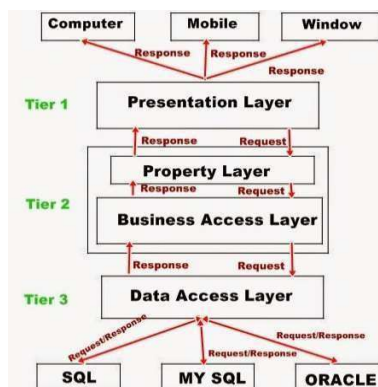 Computer Mobile Window
Response Response
Response
Tier 1 Presentation Layer
Response Request
Property Layer
Response Request
Tier 2
Business Access Layer
Response Request
Tier 3 Data Access Layer
Request/Response Request/Response
Request/Response
SQL MY SQL ORACLE